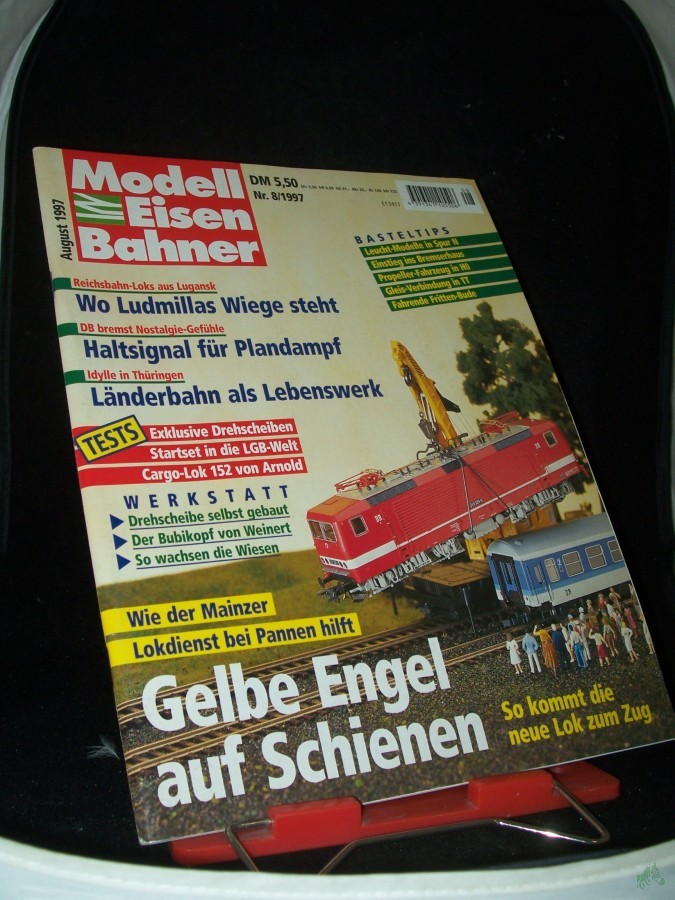 August 1997
Modell
Eisen
Bahner
DM 5,50
Nr. 8/1997
BASTELTIPS
Leucht-Modelle in Spur N
Einstieg ins Bremserhaus
Propeller-Fahrzeug in H0
Gleis-Verbindung in TT
Fahrende Fritten-Bude
Reichsbahn-Loks aus Lugansk
Wo Ludmillas Wiege steht
DB bremst Nostalgie-Gefühle
Haltsignal für Plandampf
Idylle in Thüringen
Länderbahn als Lebenswerk
TESTS
Exklusive Drehscheiben
Startset in die LGB-Welt
Cargo-Lok 152 von Arnold
WERKSTATT
Drehscheibe selbst gebaut
Der Bubikopf von Weinert
So wachsen die Wiesen
Wie der Mainzer
Lokdienst bei Pannen hilft
Gelbe Engel
auf Schienen
So kommt die
neue Lok zum Zug